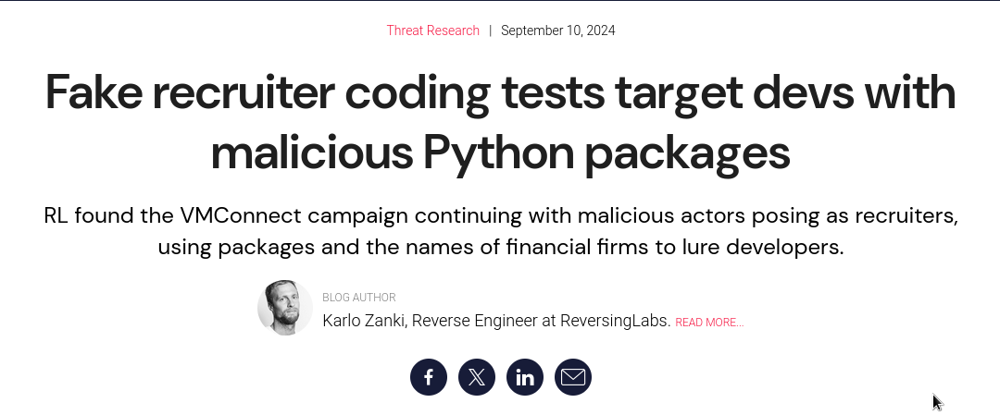 Threat Research | September 10, 2024
Fake recruiter coding tests target devs with
malicious Python packages
RL found the VMConnect campaign continuing with malicious actors posing as recruiters,
using packages and the names of financial firms to lure developers.
BLOG AUTHOR
Karlo Zanki, Reverse Engineer at ReversingLabs. READ MORE...